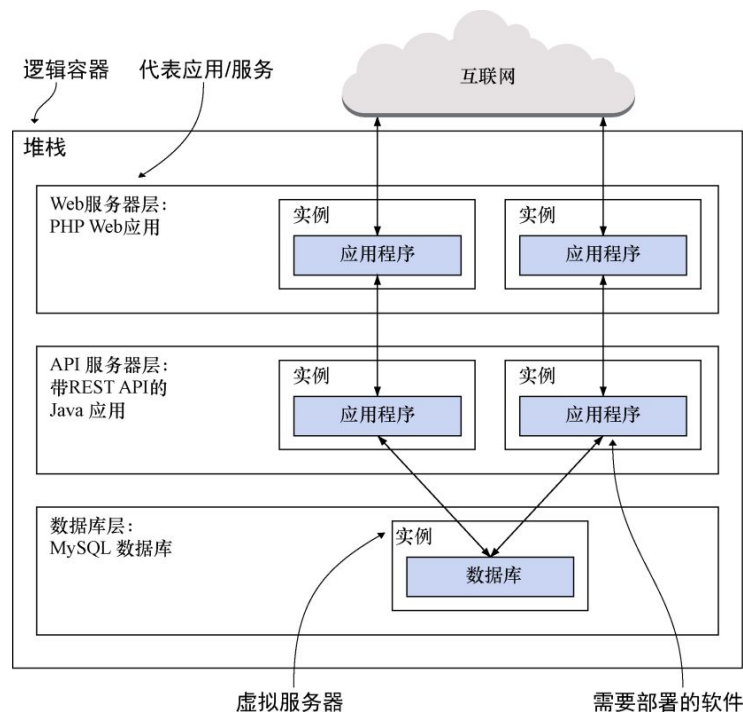 互联网
逻辑容器
代表应用/服务
堆栈
Web服务器层:
PHP Web应用
实例
应用程序
实例
应用程序
API 服务器层:
带REST API的
Java 应用
实例
应用程序
实例
应用程序
数据库层:
MySQL 数据库
实例
数据库
虚拟服务器
需要部署的软件